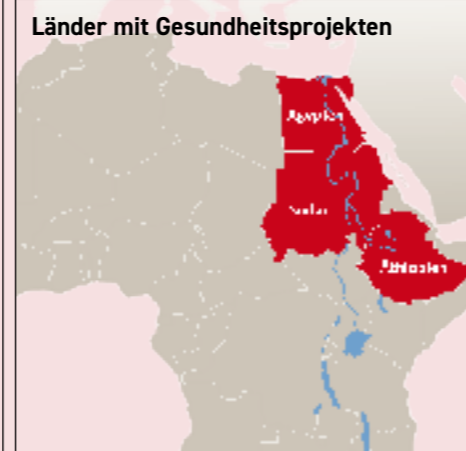 Länder mit Gesundheitsprojekten
Ägypten
Sudan
Äthiopien